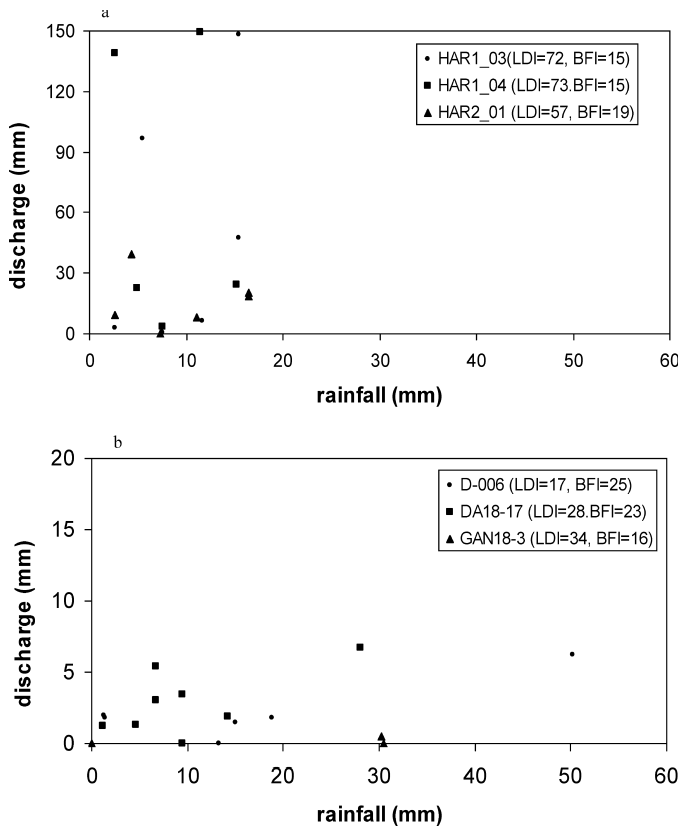 a
150
120
90
60
30
0
discharge (mm)
HAR1_03(LDI=72, BFI=15)
HAR1_04 (LDI=73.BFI=15)
HAR2_01 (LDI=57, BFI=19)
0 10 20 30 40 50 60
rainfall (mm)
b
20
15
10
5
0
discharge (mm)
D-006 (LDI=17, BFI=25)
DA18-17 (LDI=28.BFI=23)
GAN18-3 (LDI=34, BFI=16)
0 10 20 30 40 50 60
rainfall (mm)